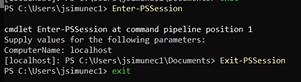 PS C:\Users\jsimunec1> Enter-PSSession
cmdlet Enter-PSSession at command pipeline position 1
Supply values for the following parameters:
ComputerName: localhost
[localhost]: PS C:\Users\jsimunec1\Documents> Exit-PSSession
PS C:\Users\jsimunec1> exit